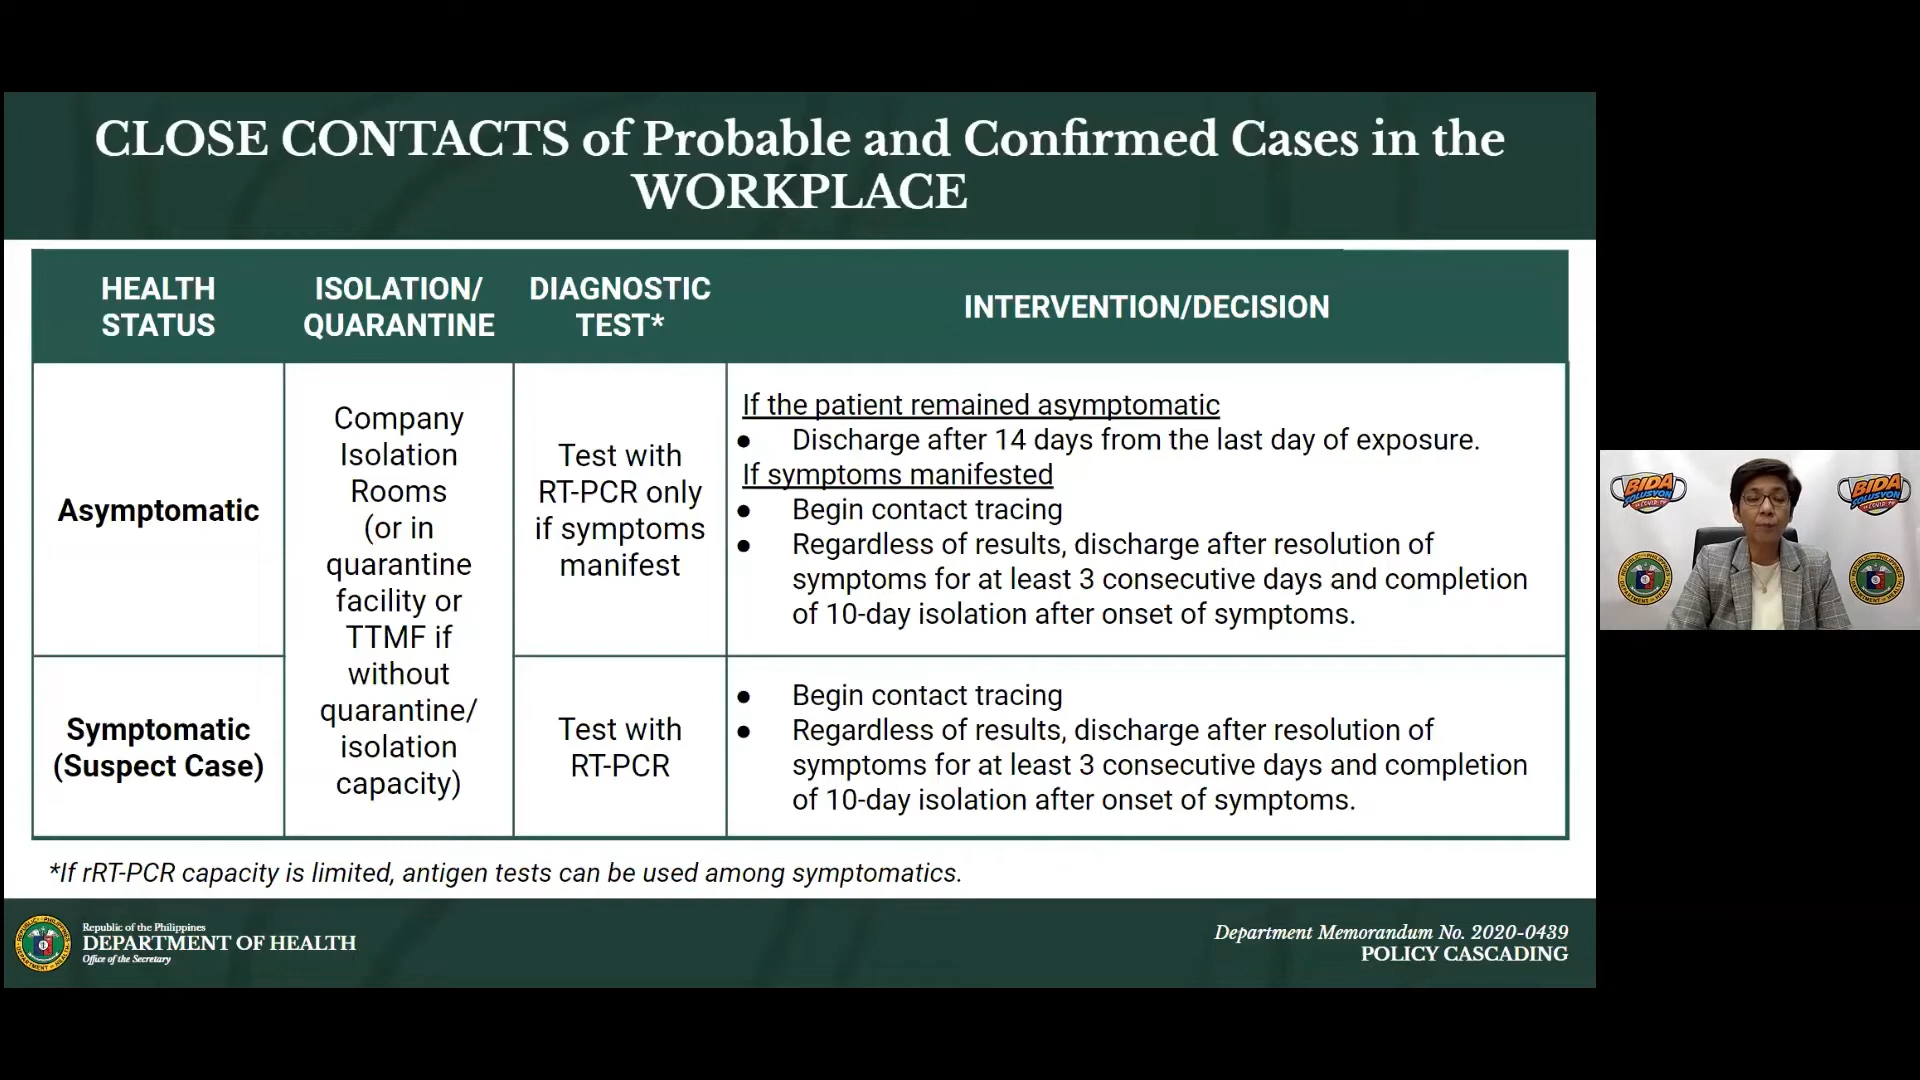 CLOSE CONTACTS of Probable and Confirmed Cases in the
WORKPLACE
HEALTH
STATUS
ISOLATION/
QUARANTINE
DIAGNOSTIC
TEST*
INTERVENTION/DECISION
Asymptomatic
Company
Isolation
Rooms
(or in
quarantine
facility or
TTMF if
without
quarantine/
isolation
capacity)
Test with
RT-PCR only
if symptoms
manifest
If the patient remained asymptomatic
● Discharge after 14 days from the last day of exposure.
If symptoms manifested
● Begin contact tracing
● Regardless of results, discharge after resolution of
symptoms for at least 3 consecutive days and completion
of 10-day isolation after onset of symptoms.
Symptomatic
(Suspect Case)
Test with
RT-PCR
● Begin contact tracing
● Regardless of results, discharge after resolution of
symptoms for at least 3 consecutive days and completion
of 10-day isolation after onset of symptoms.
*If rRT-PCR capacity is limited, antigen tests can be used among symptomatics.
Republic of the Philippines
DEPARTMENT OF HEALTH
Office of the Secretary
Department Memorandum No. 2020-0439
POLICY CASCADING
BIDA
SOLUSYON
BIDA
SOLUSYON